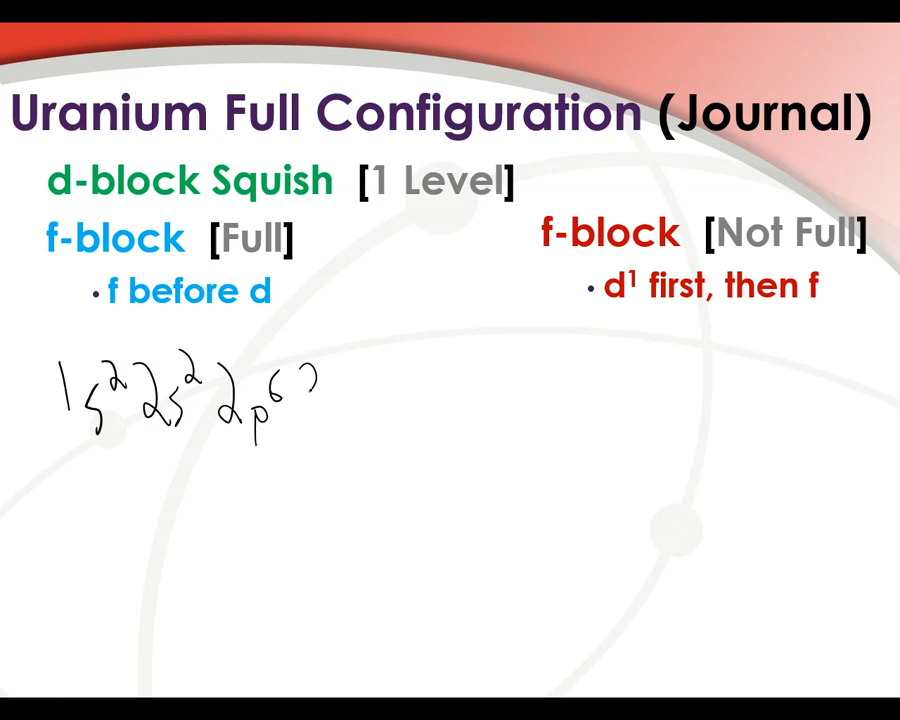 Uranium Full Configuration (Journal)
d-block Squish [1 Level]
f-block [Full]
• f before d
f-block [Not Full]
• d¹ first, then f
1s² 2s² 2p⁶